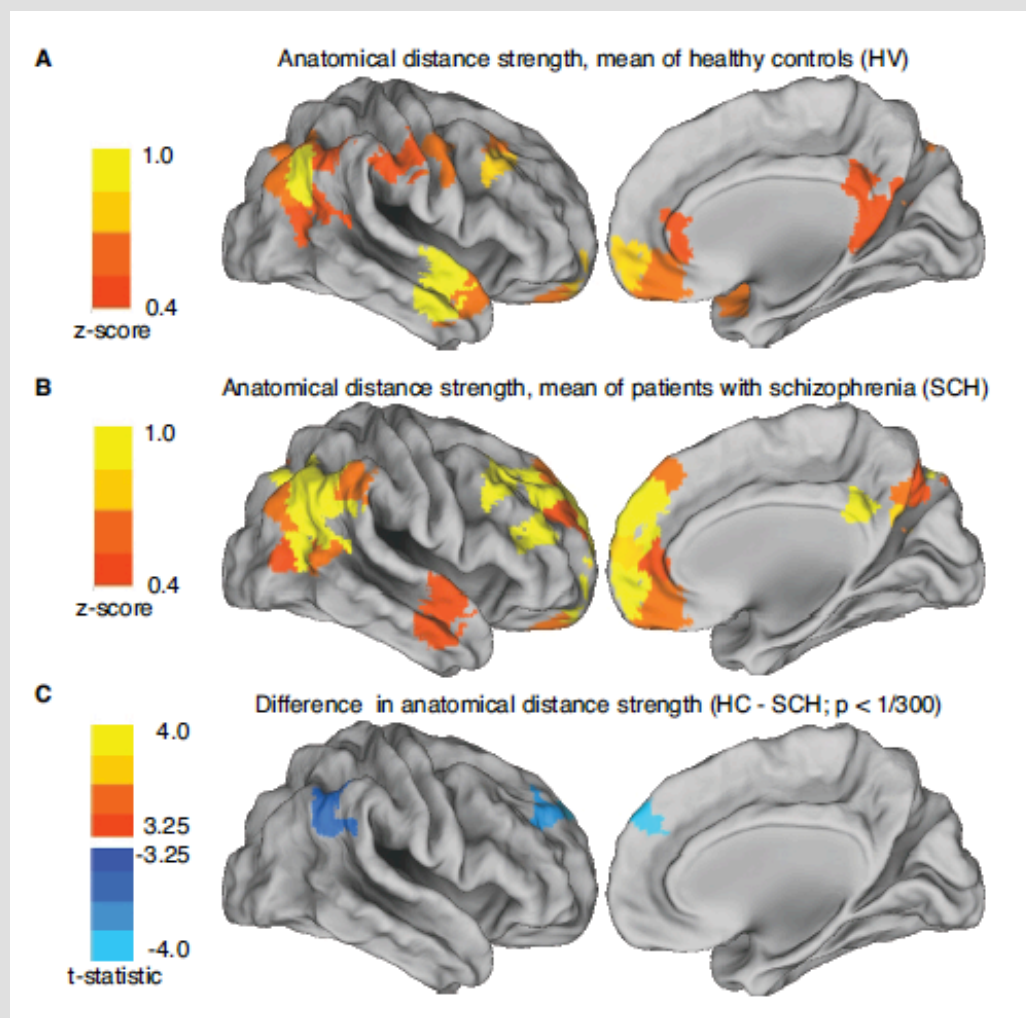 A
Anatomical distance strength, mean of healthy controls (HV)
1.0
0.4
z-score
B
Anatomical distance strength, mean of patients with schizophrenia (SCH)
1.0
0.4
z-score
C
Difference in anatomical distance strength (HC - SCH; p < 1/300)
4.0
3.25
-3.25
-4.0
t-statistic